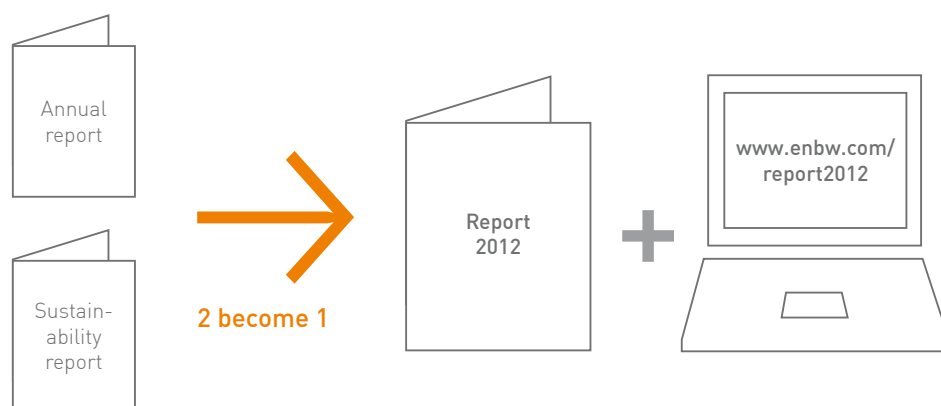 Annual
report
Sustain-
ability
report
2 become 1
Report
2012
www.enbw.com/
report2012